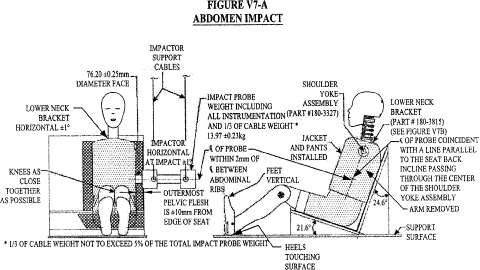 FIGURE V7-A
ABDOMEN IMPACT
IMPACTOR
SUPPORT
CABLES
76.20 ±0.25mm
DIAMETER FACE
LOWER NECK
BRACKET
HORIZONTAL ±1°
IMPACTOR
HORIZONTAL
AT IMPACT ±1°
KNEES AS
CLOSE
TOGETHER
AS POSSIBLE
OUTERMOST
PELVIC FLESH
IS ±10mm FROM
EDGE OF SEAT
IMPACT PROBE
WEIGHT INCLUDING
ALL INSTRUMENTATION
AND 1/3 OF CABLE WEIGHT *
13.97 ±0.23kg
℄ OF PROBE
WITHIN 2mm OF
℄ BETWEEN
ABDOMINAL
RIBS
FEET
VERTICAL
SHOULDER
YOKE
ASSEMBLY
(PART #180-3327)
JACKET
AND PANTS
INSTALLED
LOWER NECK
BRACKET
(PART #180-3815)
(SEE FIGURE V7B)
℄ OF PROBE COINCIDENT
WITH A LINE PARALLEL
TO THE SEAT BACK
INCLINE PASSING
THROUGH THE CENTER
OF THE SHOULDER
YOKE ASSEMBLY
ARM REMOVED
24.6°
21.6°
SUPPORT
SURFACE
HEELS
TOUCHING
SURFACE
* 1/3 OF CABLE WEIGHT NOT TO EXCEED 5% OF THE TOTAL IMPACT PROBE WEIGHT